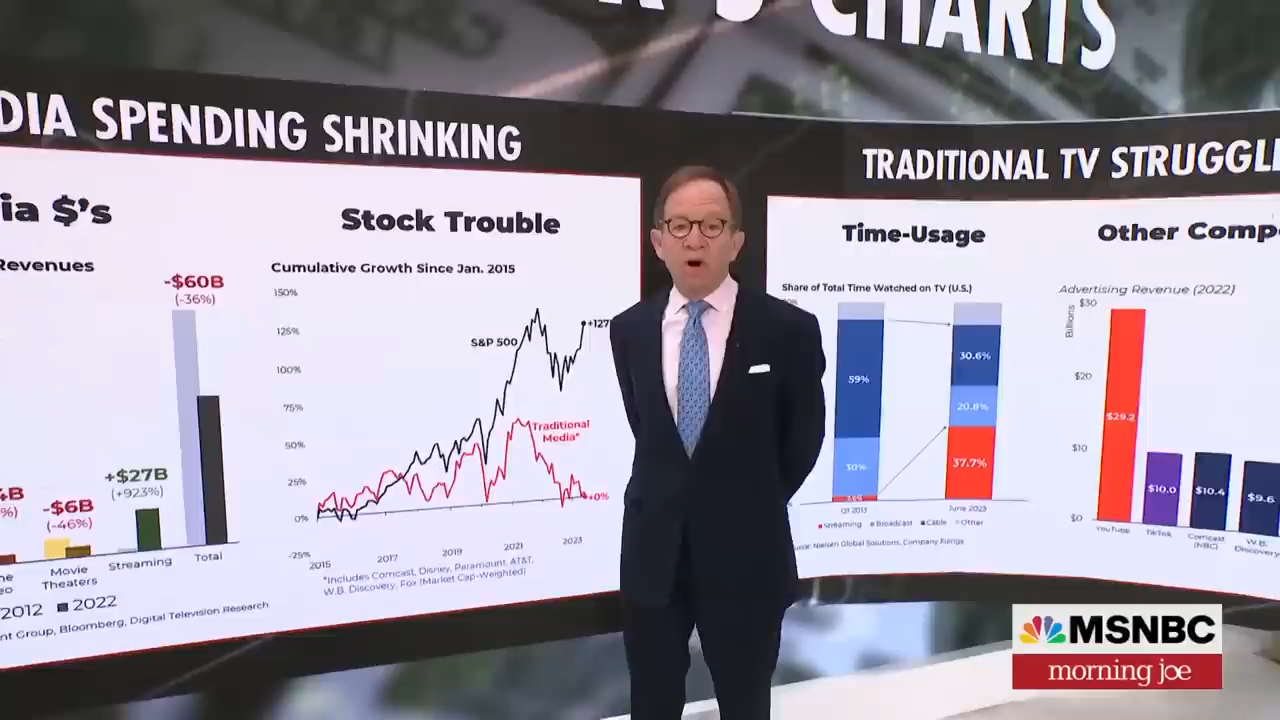 CHARTS
DIA SPENDING SHRINKING
ia $'s
Revenues
-$60B
(-36%)
+$27B
(+923%)
-$6B
(-46%)
Movie
Theaters
Streaming
Total
2012 2022
nt Group, Bloomberg, Digital Television Research
Stock Trouble
Cumulative Growth Since Jan. 2015
150%
125%
100%
75%
50%
25%
0%
-25%
S&P 500
+127
Traditional
Media*
+0%
2015
2017
2019
2021
2023
*Includes Comcast, Disney, Paramount, AT&T,
W.B. Discovery, Fox (Market Cap-Weighted)
TRADITIONAL TV STRUGGL
Time-Usage
Share of Total Time Watched on TV (U.S.)
59%
30%
30.6%
20.8%
37.7%
Q1 2013
June 2023
Streaming Broadcast Cable Other
Nielsen Global Solutions, Company Filings
Other Comp
Advertising Revenue (2022)
Billions
$30
$20
$10
$0
$29.2
$10.0
$10.4
$9.6
YouTube
TikTok
Comcast
(NBC)
W.B.
Discovery
MSNBC
morning joe